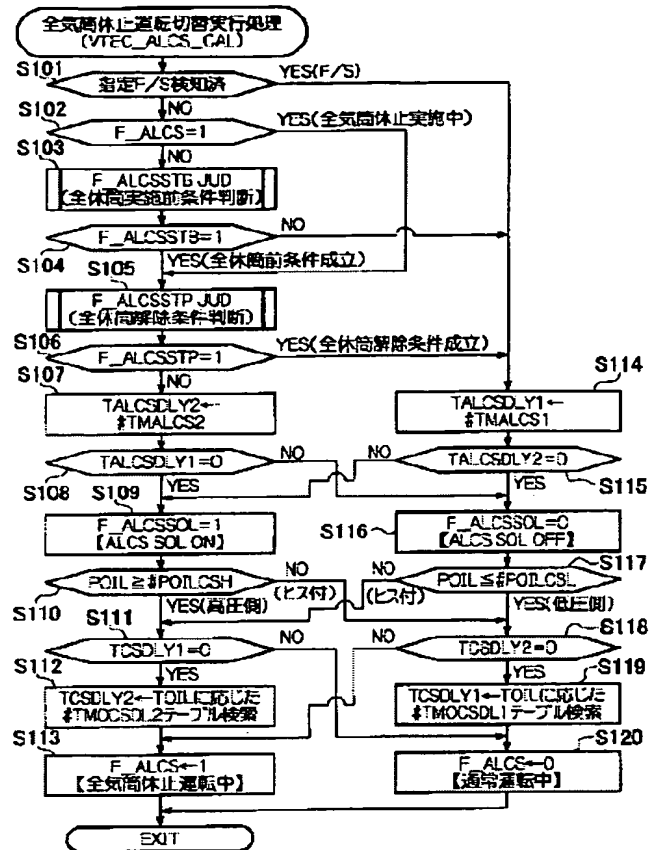 全気筒休止運転切替実行処理
(VTEC_ALCS_CAL)
S101
指定F/S検知済
YES(F/S)
NO
S102
F_ALCS=1
YES(全気筒休止実施中)
NO
S103
F_ALCSSTB JUD
(全休筒実施前条件判断)
F_ALCSSTB=1
NO
S104
YES(全休筒前条件成立)
S105
F_ALCSSTP JUD
(全休筒解除条件判断)
S106
F_ALCSSTP=1
YES(全休筒解除条件成立)
NO
S107
TALCSDLY2←
#TMALCS2
S114
TALCSDLY1←
#TMALCS1
TALCSDLY1=0
NO
NO
TALCSDLY2=0
S108
YES
YES
S115
S109
F_ALCSSOL=1
【ALCS SOL ON】
S116
F_ALCSSOL=0
【ALCS SOL OFF】
S117
POIL≧#POILCSH
NO
(ヒス付)
NO
(ヒス付)
POIL≦#POILCSL
S110
YES(高圧側)
YES(低圧側)
S111
TCSDLY1=0
NO
NO
TCSDLY2=0
S118
YES
YES
S112
TCSDLY2←TOILに応じた
#TMOCSDL2テーブル検索
S119
TCSDLY1←TOILに応じた
#TMOCSDL1テーブル検索
S113
F_ALCS←1
【全気筒休止運転中】
S120
F_ALCS←0
【通常運転中】
EXIT